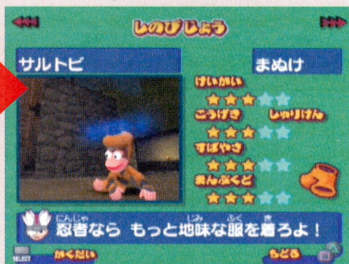 しのびじょう
サルトビ
まぬけ
けいかい
こうげき しゅりけん
すばやさ
まんぷくど
忍者なら もっと地味な服を着ろよ！
にんじゃ じみ ふく き
SELECT かくだい もどる